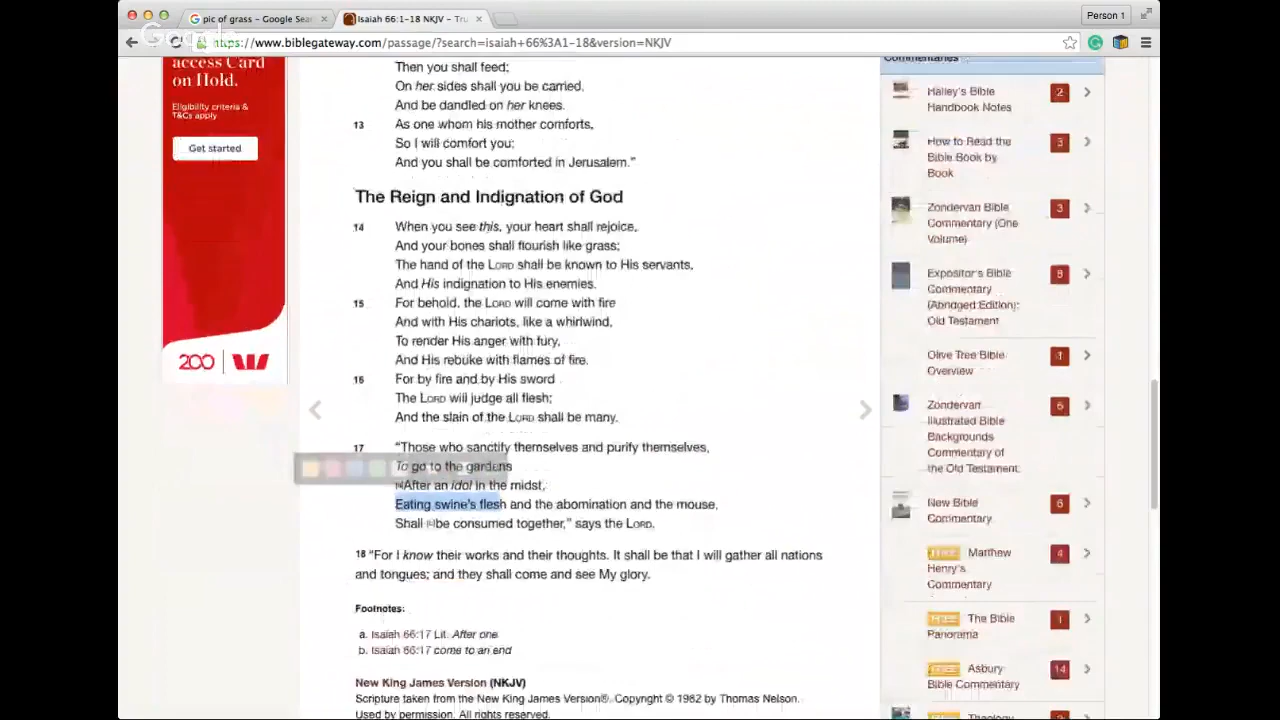 pic of grass - Google Sea
Isaiah 66:1-18 NKJV - Tru
Person 1
Google
https://www.biblegateway.com/passage/?search=isaiah+66%3A1-18&version=NKJV
access Card
on Hold.
Eligibility criteria &
T&Cs apply
Get started
200
Then you shall feed;
On her sides shall you be carried,
And be dandled on her knees.
13 As one whom his mother comforts,
So I will comfort you;
And you shall be comforted in Jerusalem.”
The Reign and Indignation of God
14 When you see this, your heart shall rejoice,
And your bones shall flourish like grass;
The hand of the LORD shall be known to His servants,
And His indignation to His enemies.
15 For behold, the LORD will come with fire
And with His chariots, like a whirlwind,
To render His anger with fury,
And His rebuke with flames of fire.
16 For by fire and by His sword
The LORD will judge all flesh;
And the slain of the LORD shall be many.
17 “Those who sanctify themselves and purify themselves,
To go to the gardens
[a]After an idol in the midst,
Eating swine’s flesh and the abomination and the mouse,
Shall [b]be consumed together,” says the LORD.
18 “For I know their works and their thoughts. It shall be that I will gather all nations
and tongues; and they shall come and see My glory.
Footnotes:
a. Isaiah 66:17 Lit. After one
b. Isaiah 66:17 come to an end
New King James Version (NKJV)
Scripture taken from the New King James Version®. Copyright © 1982 by Thomas Nelson.
Used by permission. All rights reserved.
Commentaries
Halley's Bible
Handbook Notes
2
How to Read the
Bible Book by
Book
3
Zondervan Bible
Commentary (One
Volume)
3
Expositor's Bible
Commentary
(Abridged Edition):
Old Testament
8
Olive Tree Bible
Overview
1
Zondervan
Illustrated Bible
Backgrounds
Commentary of
the Old Testament
6
New Bible
Commentary
6
FREE Matthew
Henry's
Commentary
4
FREE The Bible
Panorama
1
FREE Asbury
Bible Commentary
14
Theology